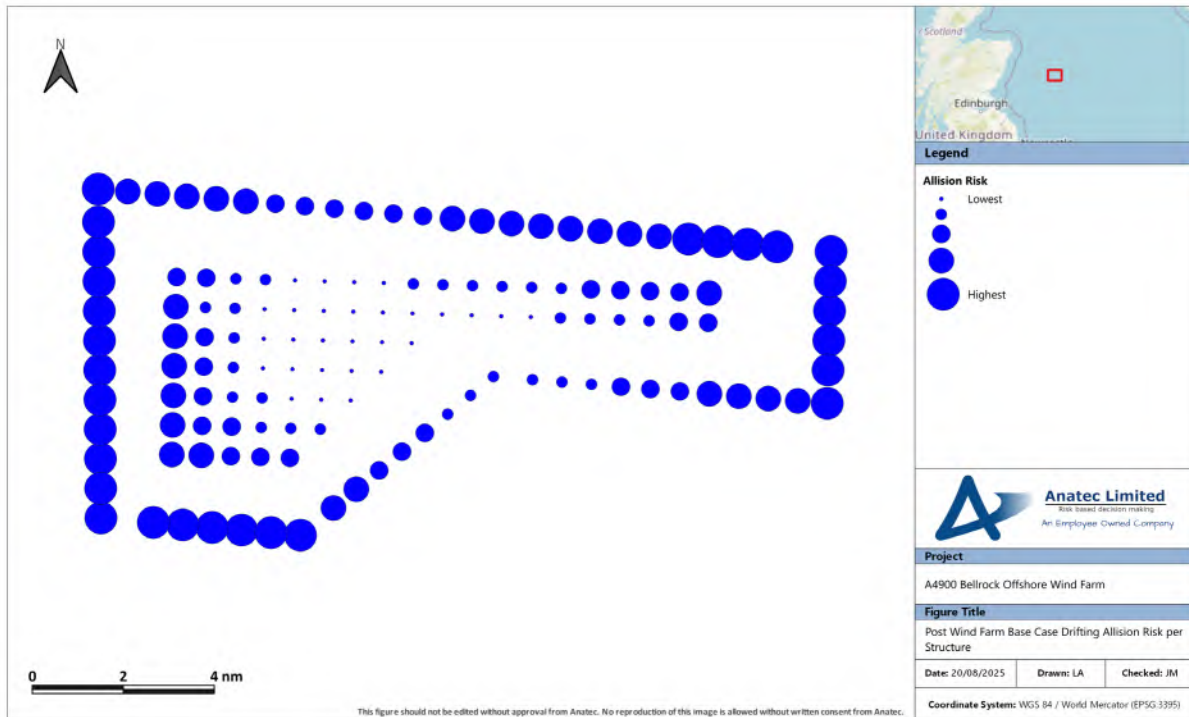 N
0 2 4 nm
This figure should not be edited without approval from Anatec. No reproduction of this image is allowed without written consent from Anatec.
Scotland
Edinburgh
United Kingdom
Legend
Allision Risk
Lowest
Highest
Anatec Limited
Risk based decision making
An Employee Owned Company
Project
A4900 Bellrock Offshore Wind Farm
Figure Title
Post Wind Farm Base Case Drifting Allision Risk per
Structure
Date: 20/08/2025 Drawn: LA Checked: JM
Coordinate System: WGS 84 / World Mercator (EPSG:3395)